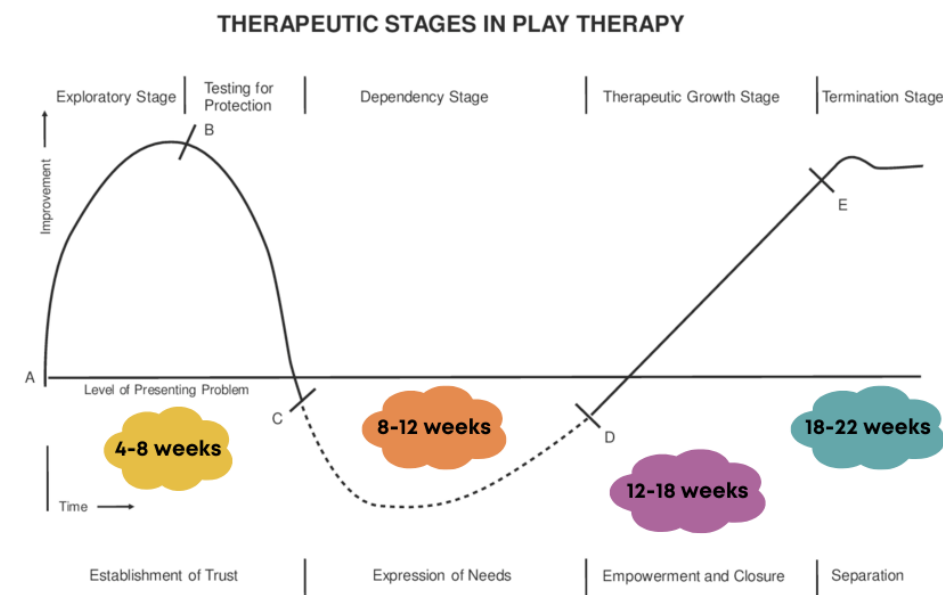 THERAPEUTIC STAGES IN PLAY THERAPY
Exploratory Stage
Testing for
Protection
Dependency Stage
Therapeutic Growth Stage
Termination Stage
Improvement
B
E
A
Level of Presenting Problem
C
D
4-8 weeks
8-12 weeks
12-18 weeks
18-22 weeks
Time
Establishment of Trust
Expression of Needs
Empowerment and Closure
Separation